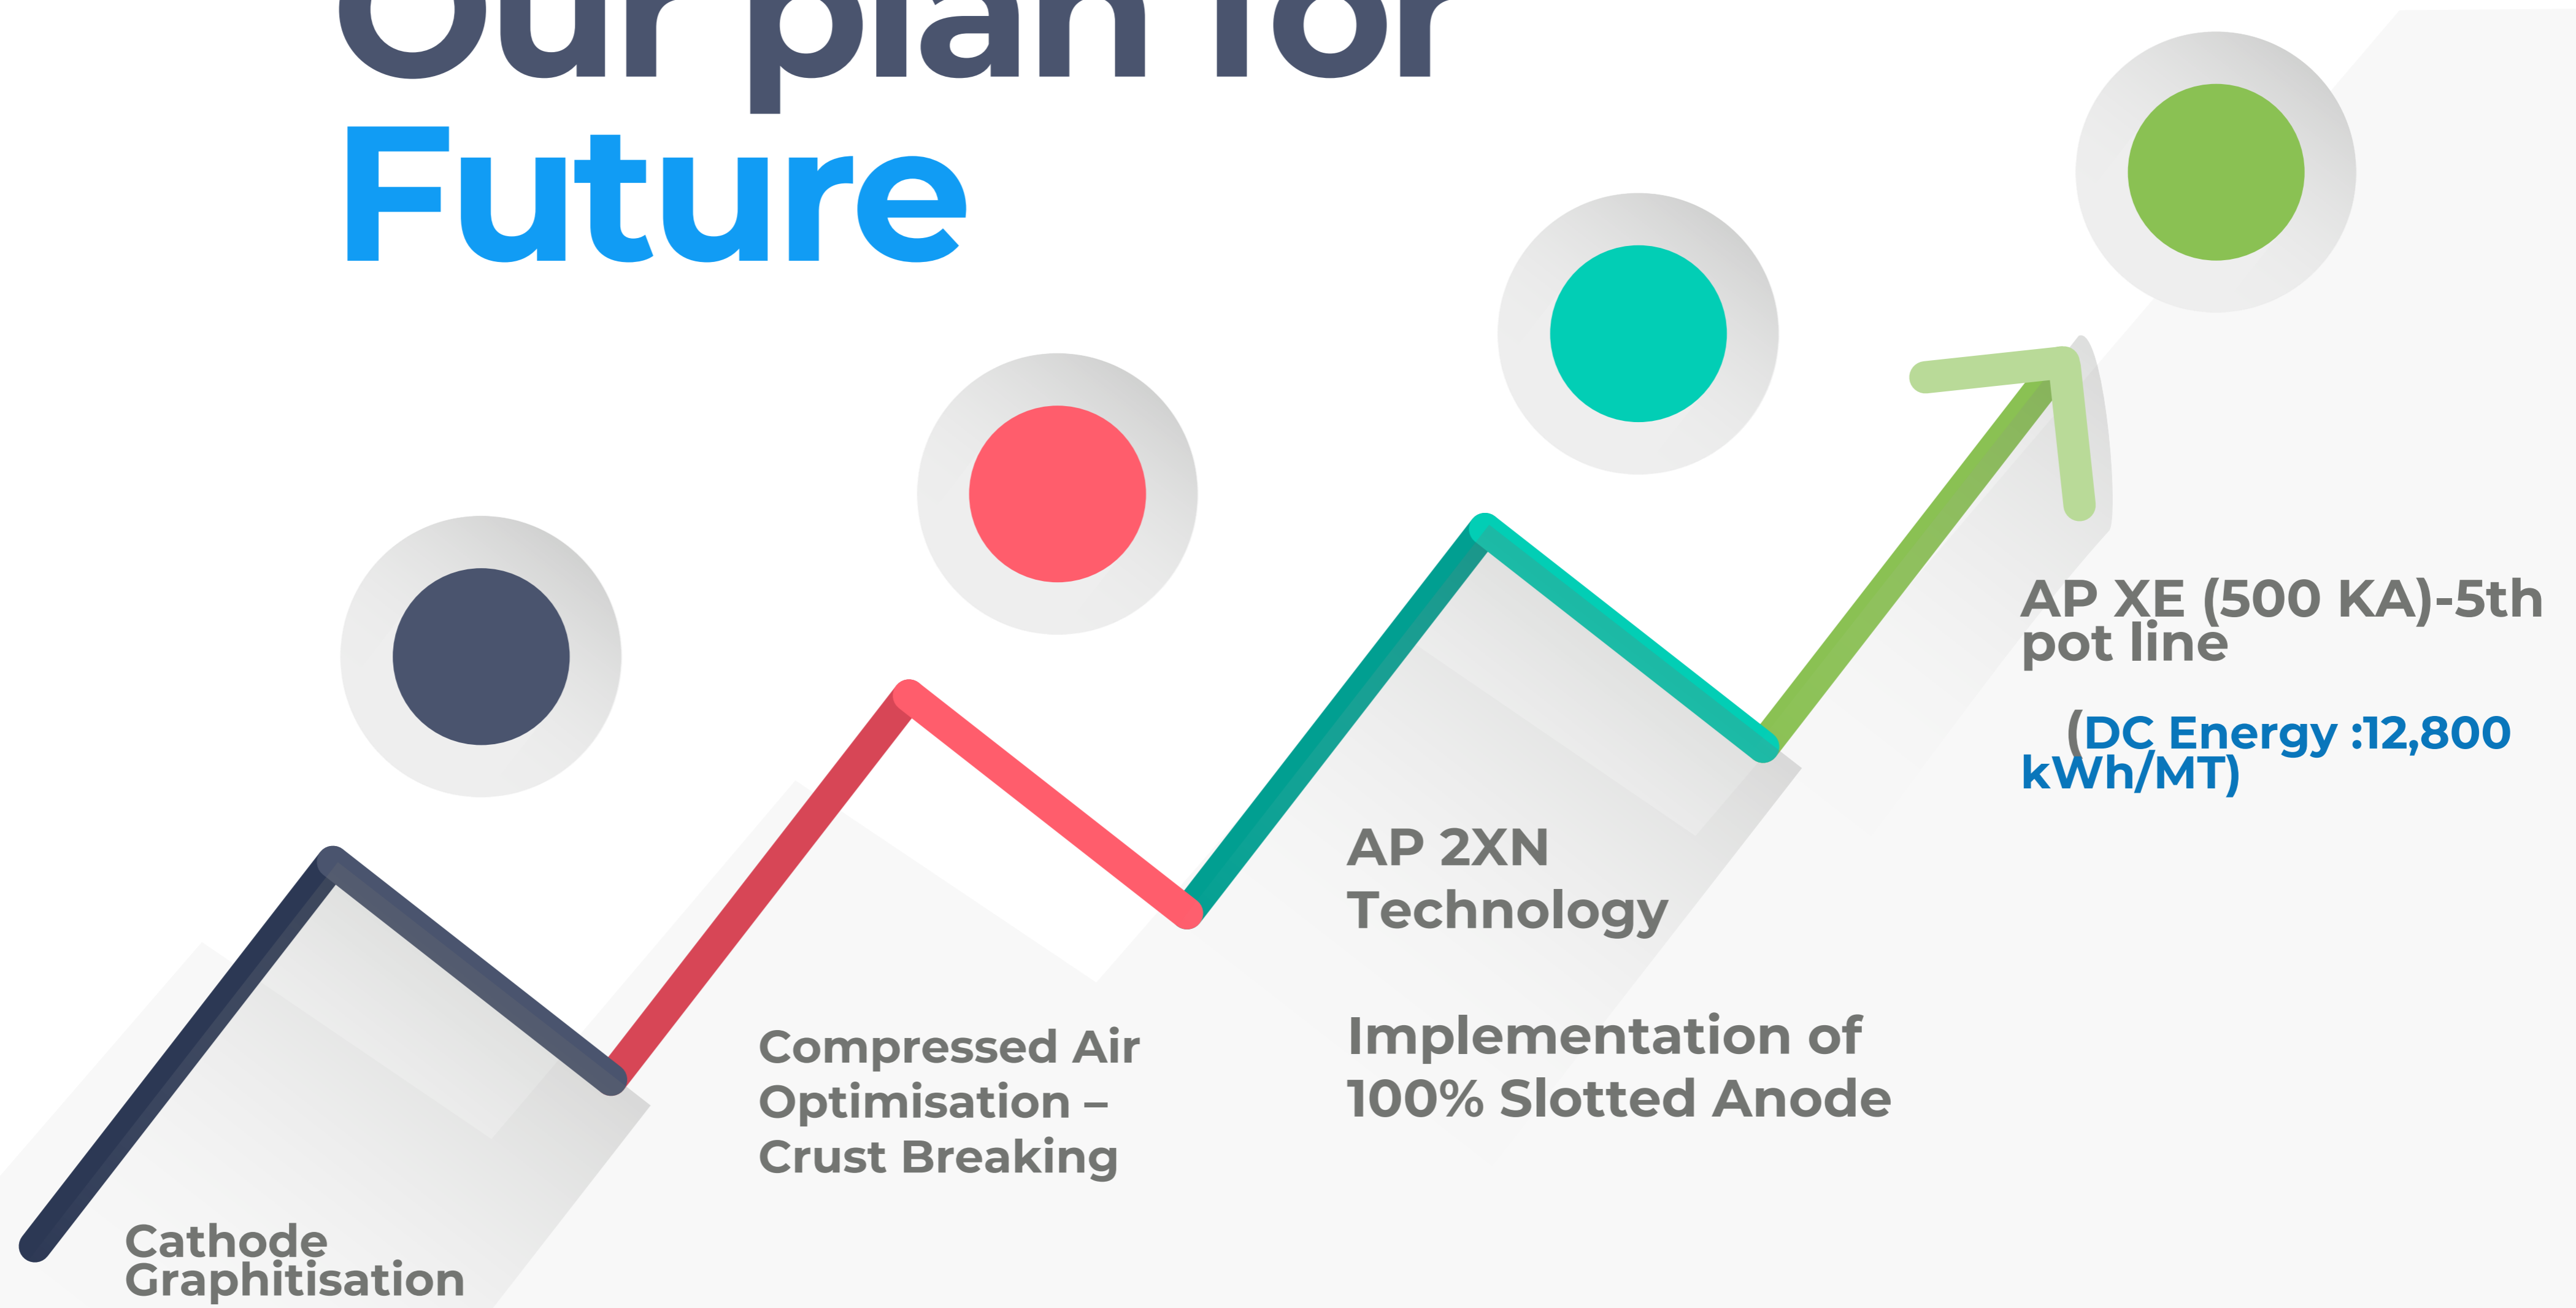 Our plan for
Future
AP XE (500 KA)-5th
pot line
(DC Energy :12,800
kWh/MT)
AP 2XN
Technology
Implementation of
100% Slotted Anode
Compressed Air
Optimisation –
Crust Breaking
Cathode
Graphitisation